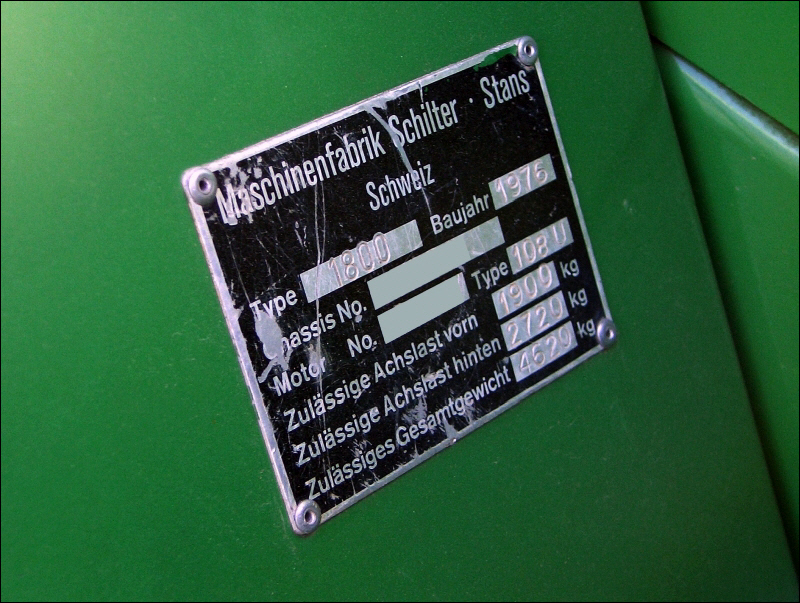 Maschinenfabrik Schilter · Stans
Schweiz
Type 1800 Baujahr 1976
Chassis No.
Motor No. Type 108 U
Zulässige Achslast vorn 1900 kg
Zulässige Achslast hinten 2720 kg
Zulässiges Gesamtgewicht 4620 kg